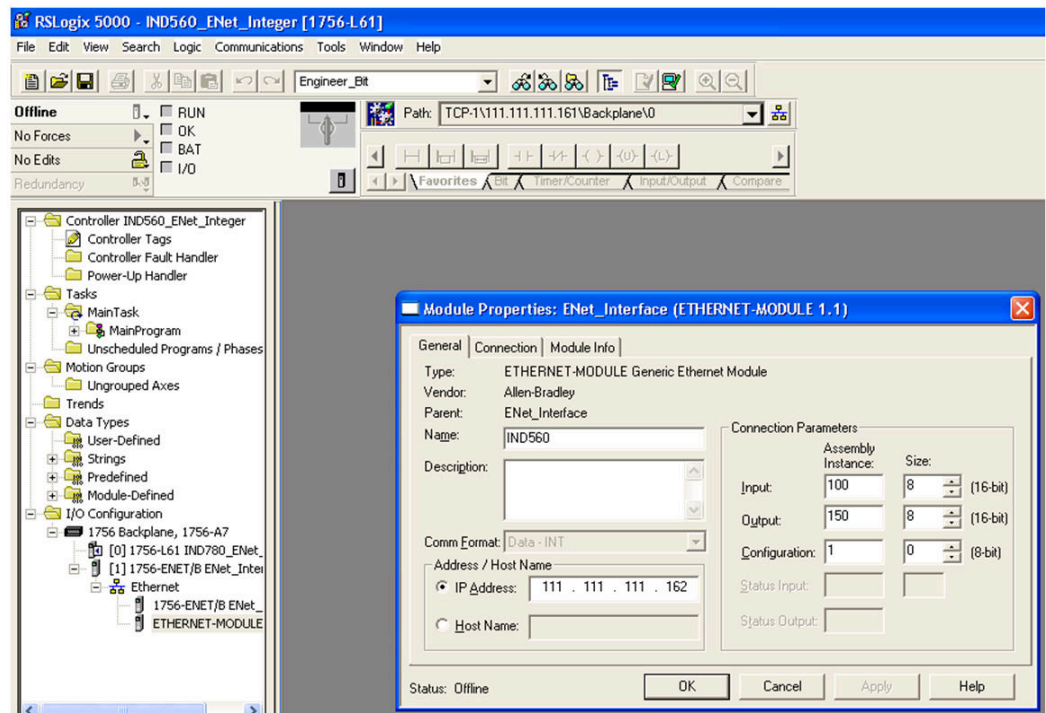 RSLogix 5000 - IND560_ENet_Integer [1756-L61]
File Edit View Search Logic Communications Tools Window Help
Engineer_Bit
Offline
RUN
No Forces
OK
No Edits
BAT
I/O
Redundancy
Path: TCP-1\111.111.111.161\Backplane\0
Favorites Bit Timer/Counter Input/Output Compare
Controller IND560_ENet_Integer
Controller Tags
Controller Fault Handler
Power-Up Handler
Tasks
MainTask
MainProgram
Unscheduled Programs / Phases
Motion Groups
Ungrouped Axes
Trends
Data Types
User-Defined
Strings
Predefined
Module-Defined
I/O Configuration
1756 Backplane, 1756-A7
[0] 1756-L61 IND780_ENet_
[1] 1756-ENET/B ENet_Inter
Ethernet
1756-ENET/B ENet_
ETHERNET-MODULE
Module Properties: ENet_Interface (ETHERNET-MODULE 1.1)
General Connection Module Info
Type: ETHERNET-MODULE Generic Ethernet Module
Vendor: Allen-Bradley
Parent: ENet_Interface
Name: IND560
Description:
Comm Format: Data - INT
Address / Host Name
IP Address: 111 . 111 . 111 . 162
Host Name:
Connection Parameters
Assembly
Instance: Size:
Input: 100 8 (16-bit)
Output: 150 8 (16-bit)
Configuration: 1 0 (8-bit)
Status Input:
Status Output:
Status: Offline
OK Cancel Apply Help